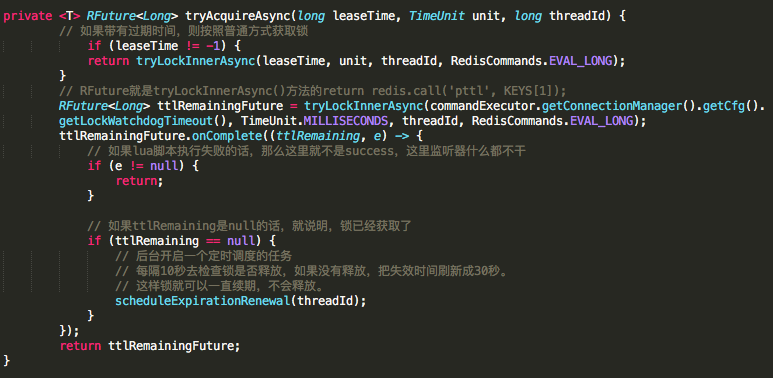 private <T> RFuture<Long> tryAcquireAsync(long leaseTime, TimeUnit unit, long threadId) {
// 如果带有过期时间，则按照普通方式获取锁
if (leaseTime != -1) {
return tryLockInnerAsync(leaseTime, unit, threadId, RedisCommands.EVAL_LONG);
}
// RFuture就是tryLockInnerAsync()方法的return redis.call('pttl', KEYS[1]);
RFuture<Long> ttlRemainingFuture = tryLockInnerAsync(commandExecutor.getConnectionManager().getCfg().
getLockWatchdogTimeout(), TimeUnit.MILLISECONDS, threadId, RedisCommands.EVAL_LONG);
ttlRemainingFuture.onComplete((ttlRemaining, e) -> {
// 如果lua脚本执行失败的话，那么这里就不是success，这里监听器什么都不干
if (e != null) {
return;
}
// 如果ttlRemaining是null的话，就说明，锁已经获取了
if (ttlRemaining == null) {
// 后台开启一个定时调度的任务
// 每隔10秒去检查锁是否释放，如果没有释放，把失效时间刷新成30秒。
// 这样锁就可以一直续期，不会释放。
scheduleExpirationRenewal(threadId);
}
});
return ttlRemainingFuture;
}